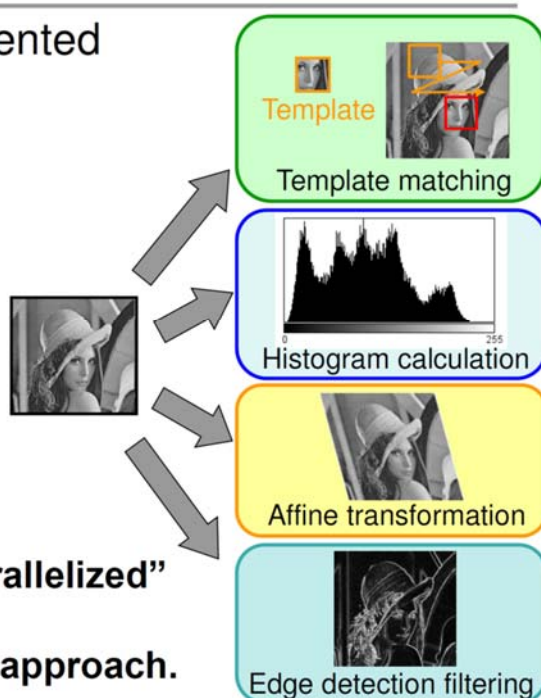 ented
Template
Template matching
0 255
Histogram calculation
Affine transformation
rallelized”
approach.
Edge detection filtering